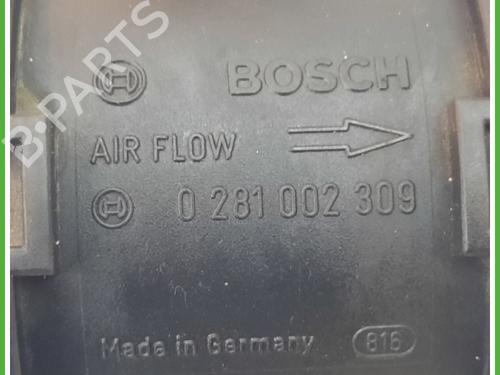 BOSCH
AIR FLOW
0 281 002 309
Made in Germany 816
B-PARTS